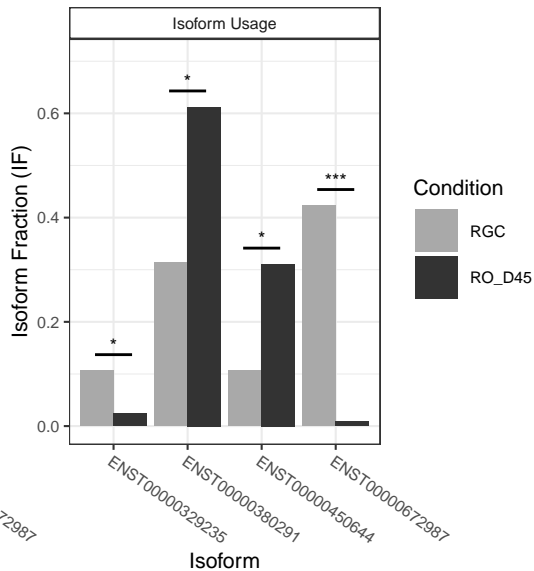 Isoform Usage
*
*
*
***
Isoform Fraction (IF)
0.6
0.4
0.2
0.0
Condition
RGC
RO_D45
72987
ENST00000329235
ENST00000380291
ENST00000450644
ENST00000672987
Isoform